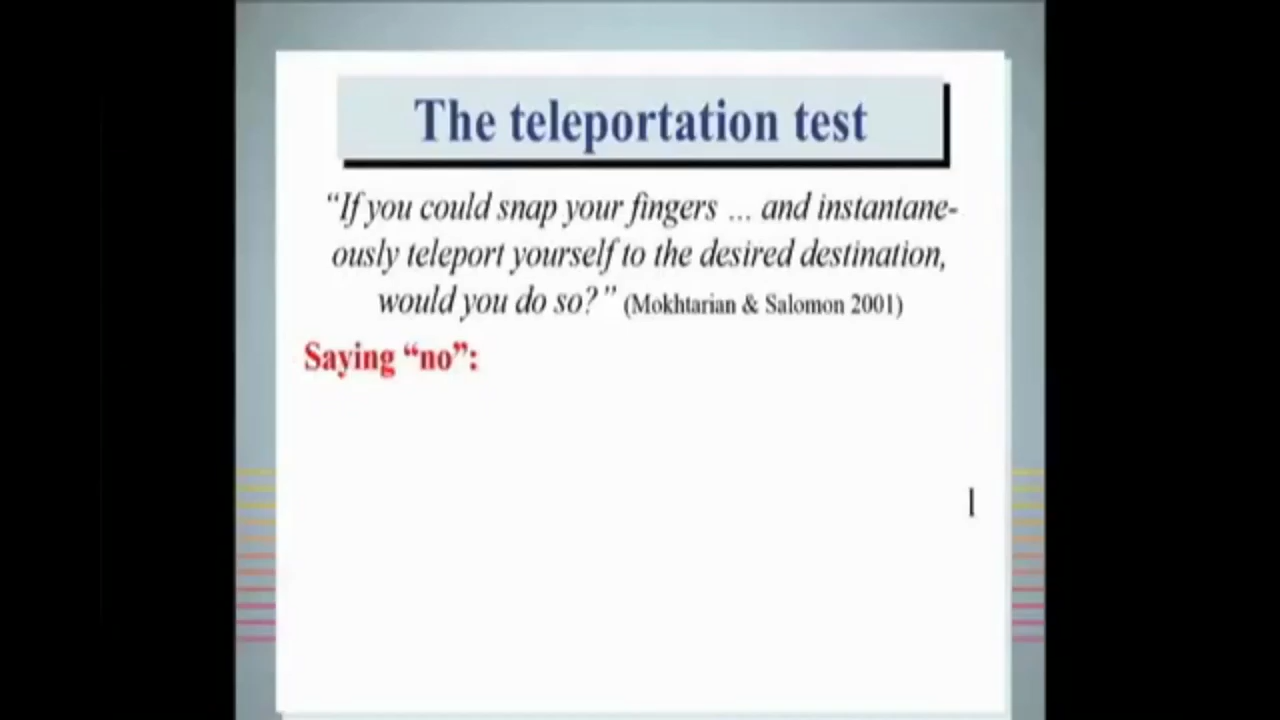 The teleportation test
“If you could snap your fingers ... and instantane-
ously teleport yourself to the desired destination,
would you do so?” (Mokhtarian & Salomon 2001)
Saying “no”: